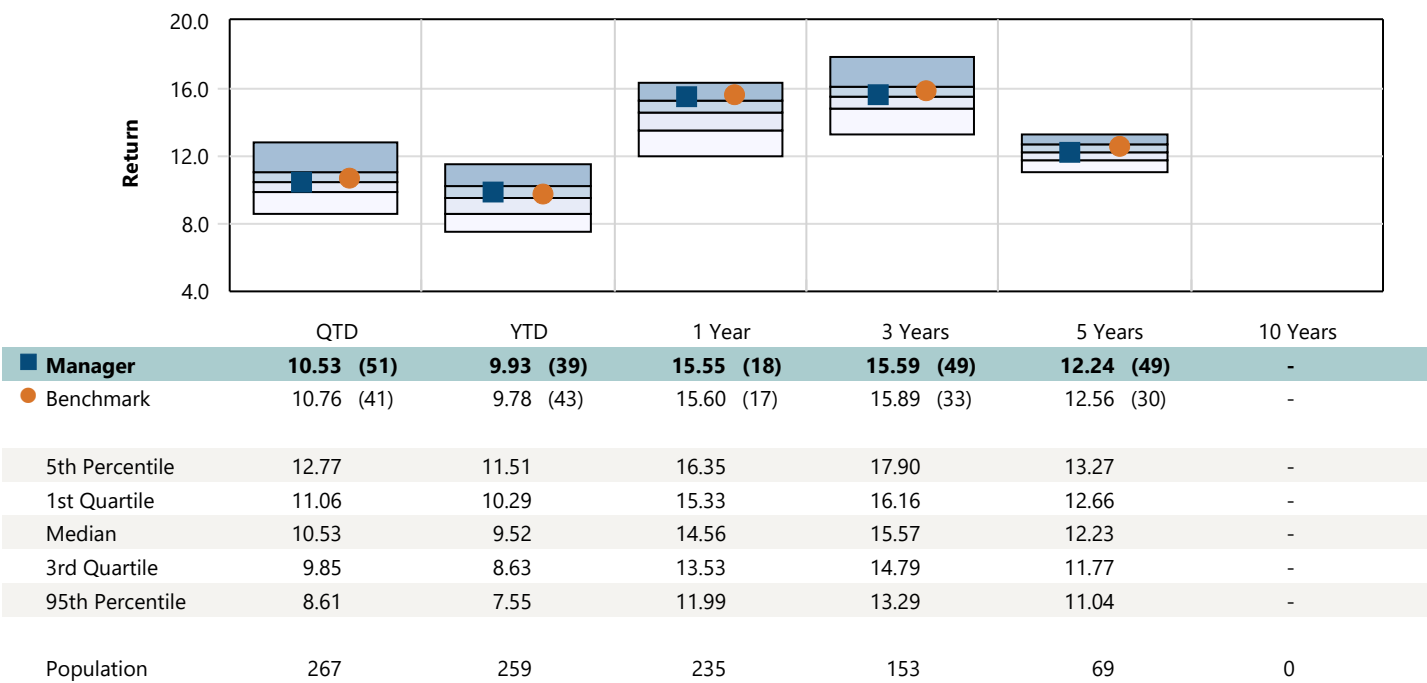 20.0
16.0
12.0
8.0
4.0
Return
QTD YTD 1 Year 3 Years 5 Years 10 Years
Manager 10.53 (51) 9.93 (39) 15.55 (18) 15.59 (49) 12.24 (49) -
Benchmark 10.76 (41) 9.78 (43) 15.60 (17) 15.89 (33) 12.56 (30) -
5th Percentile 12.77 11.51 16.35 17.90 13.27 -
1st Quartile 11.06 10.29 15.33 16.16 12.66 -
Median 10.53 9.52 14.56 15.57 12.23 -
3rd Quartile 9.85 8.63 13.53 14.79 11.77 -
95th Percentile 8.61 7.55 11.99 13.29 11.04 -
Population 267 259 235 153 69 0